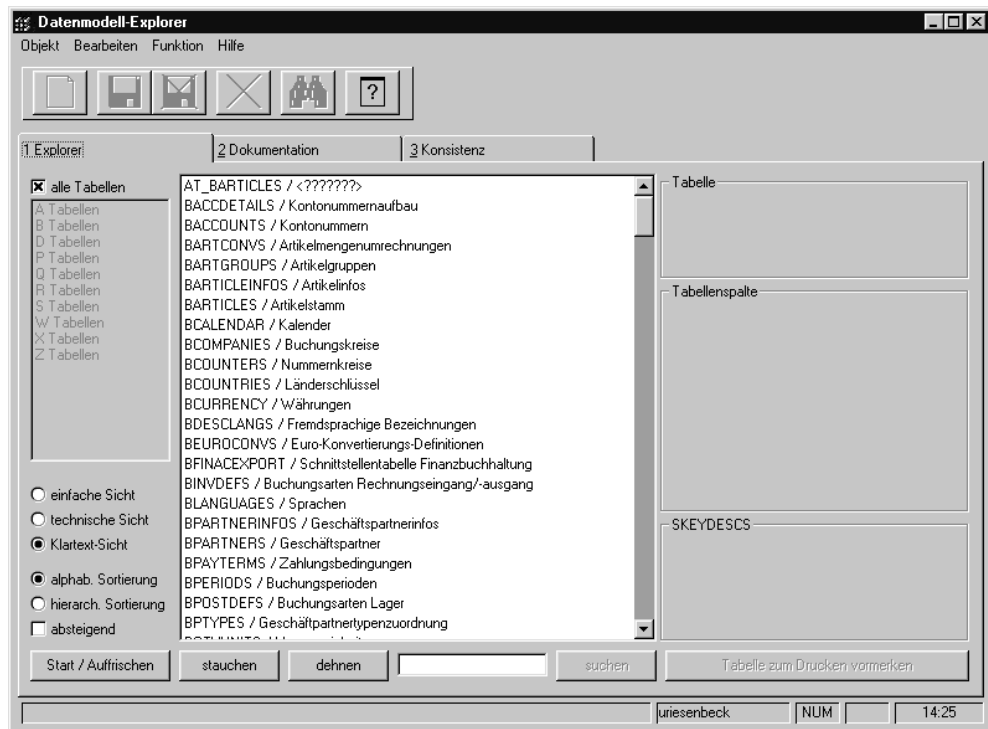 Datenmodell-Explorer
Objekt Bearbeiten Funktion Hilfe
1 Explorer
2 Dokumentation
3 Konsistenz
alle Tabellen
A Tabellen
B Tabellen
D Tabellen
P Tabellen
Q Tabellen
R Tabellen
S Tabellen
W Tabellen
X Tabellen
Z Tabellen
einfache Sicht
technische Sicht
Klartext-Sicht
alphab. Sortierung
hierarch. Sortierung
absteigend
AT_BARTICLES / <???????>
BACCDETAILS / Kontonummernaufbau
BACCOUNTS / Kontonummern
BARTCONVS / Artikelmengenumrechnungen
BARTGROUPS / Artikelgruppen
BARTICLEINFOS / Artikelinfos
BARTICLES / Artikelstamm
BCALENDAR / Kalender
BCOMPANIES / Buchungskreise
BCOUNTERS / Nummernkreise
BCOUNTRIES / Länderschlüssel
BCURRENCY / Währungen
BDESCLANGS / Fremdsprachige Bezeichnungen
BEUROCONVS / Euro-Konvertierungs-Definitionen
BFINACEXPORT / Schnittstellentabelle Finanzbuchhaltung
BINVDEFS / Buchungsarten Rechnungseingang/-ausgang
BLANGUAGES / Sprachen
BPARTNERINFOS / Geschäftspartnerinfos
BPARTNERS / Geschäftspartner
BPAYTERMS / Zahlungsbedingungen
BPERIODS / Buchungsperioden
BPOSTDEFS / Buchungsarten Lager
BPTYPES / Geschäftpartnertypenzuordnung
Tabelle
Tabellenspalte
SKEYDESCS
Start / Auffrischen
stauchen
dehnen
suchen
Tabelle zum Drucken vormerken
uriesenbeck
NUM
14:25